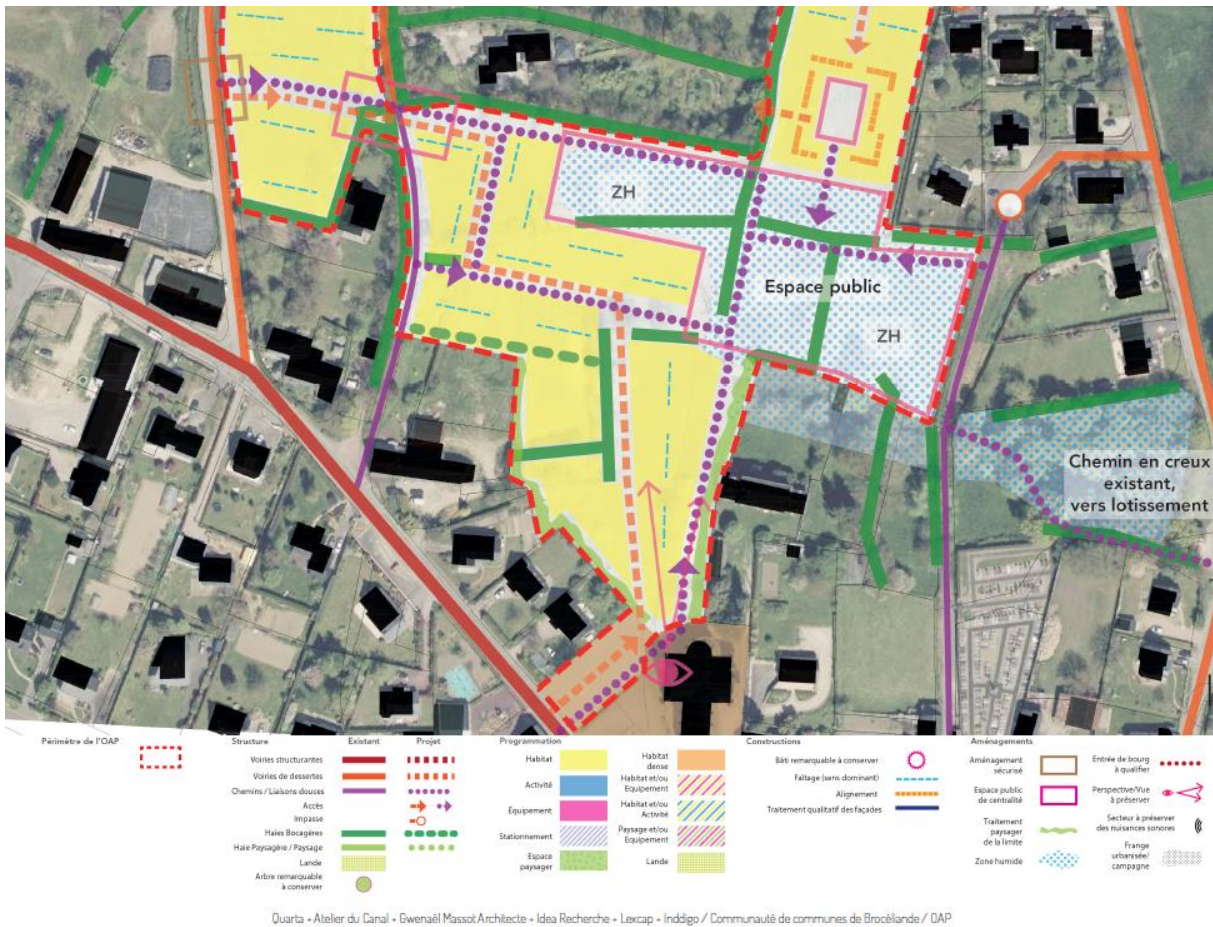 ZH
Espace public
ZH
Chemin en creux
existant,
vers lotissement
Périmètre de l'OAP
Structure
Existant
Projet
Voiries structurantes
Voiries de dessertes
Chemins / Liaisons douces
Accès
Impasse
Haies Bocagères
Haie Paysagère / Paysage
Lande
Arbre remarquable
à conserver
Programmation
Habitat
Activité
Équipement
Stationnement
Espace
paysager
Habitat
dense
Habitat et/ou
Equipement
Habitat et/ou
Activité
Paysage et/ou
Equipement
Lande
Constructions
Bâti remarquable à conserver
Faîtage (sens dominant)
Alignement
Traitement qualitatif des façades
Aménagements
Aménagement
sécurisé
Espace public
de centralité
Traitement
paysager
de la limite
Zone humide
Entrée de bourg
à qualifier
Perspective/Vue
à préserver
Secteur à préserver
des nuisances sonores
Frange
urbanisée/
campagne
Quarta + Atelier du Canal + Gwenaël Massot Architecte + Idea Recherche + Lexcap + Inddigo / Communauté de communes de Brocéliande / OAP